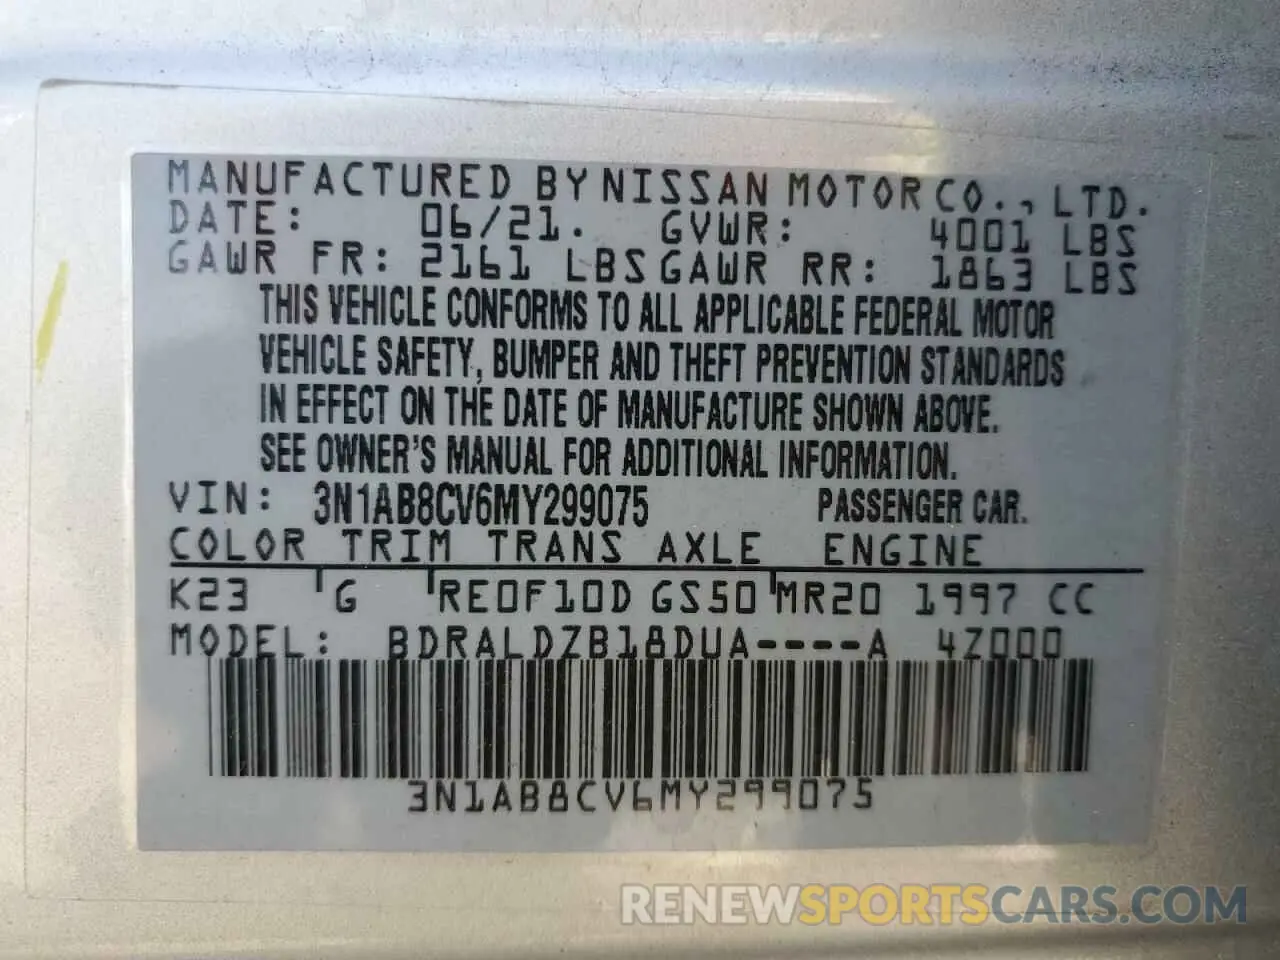 MANUFACTURED BY NISSAN MOTOR CO., LTD.
DATE: 06/21. GVWR: 4001 LBS
GAWR FR: 2161 LBS GAWR RR: 1863 LBS
THIS VEHICLE CONFORMS TO ALL APPLICABLE FEDERAL MOTOR
VEHICLE SAFETY, BUMPER AND THEFT PREVENTION STANDARDS
IN EFFECT ON THE DATE OF MANUFACTURE SHOWN ABOVE.
SEE OWNER'S MANUAL FOR ADDITIONAL INFORMATION.
VIN: 3N1AB8CV6MY299075 PASSENGER CAR.
COLOR TRIM TRANS AXLE ENGINE
K23 G RE0F10D GS50 MR20 1997 CC
MODEL: BDRALDZB18DUA----A 4Z000
3N1AB8CV6MY299075
RENEWSPORTSCARS.COM